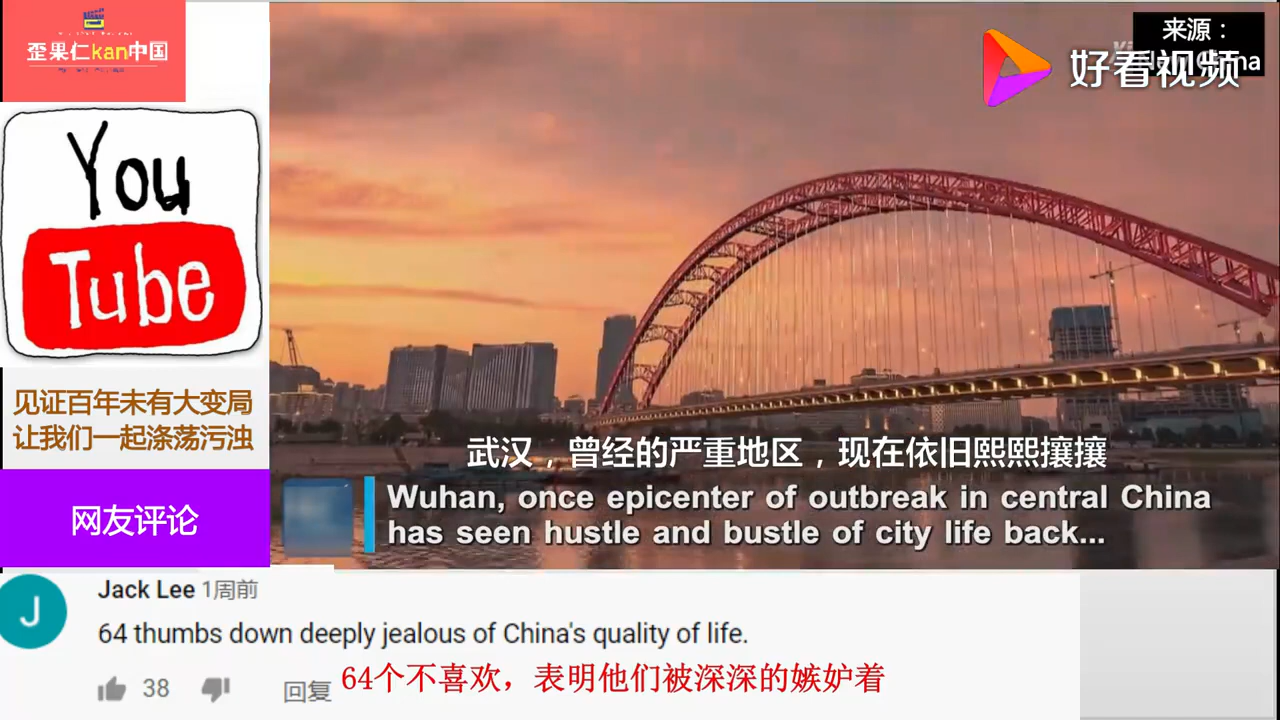 歪果仁kan中国
You
Tube
见证百年未有大变局
让我们一起涤荡污浊
网友评论
来源：
New China
好看视频
武汉，曾经的严重地区，现在依旧熙熙攘攘
Wuhan, once epicenter of outbreak in central China
has seen hustle and bustle of city life back...
J
Jack Lee 1周前
64 thumbs down deeply jealous of China's quality of life.
38 回复
64个不喜欢，表明他们被深深的嫉妒着